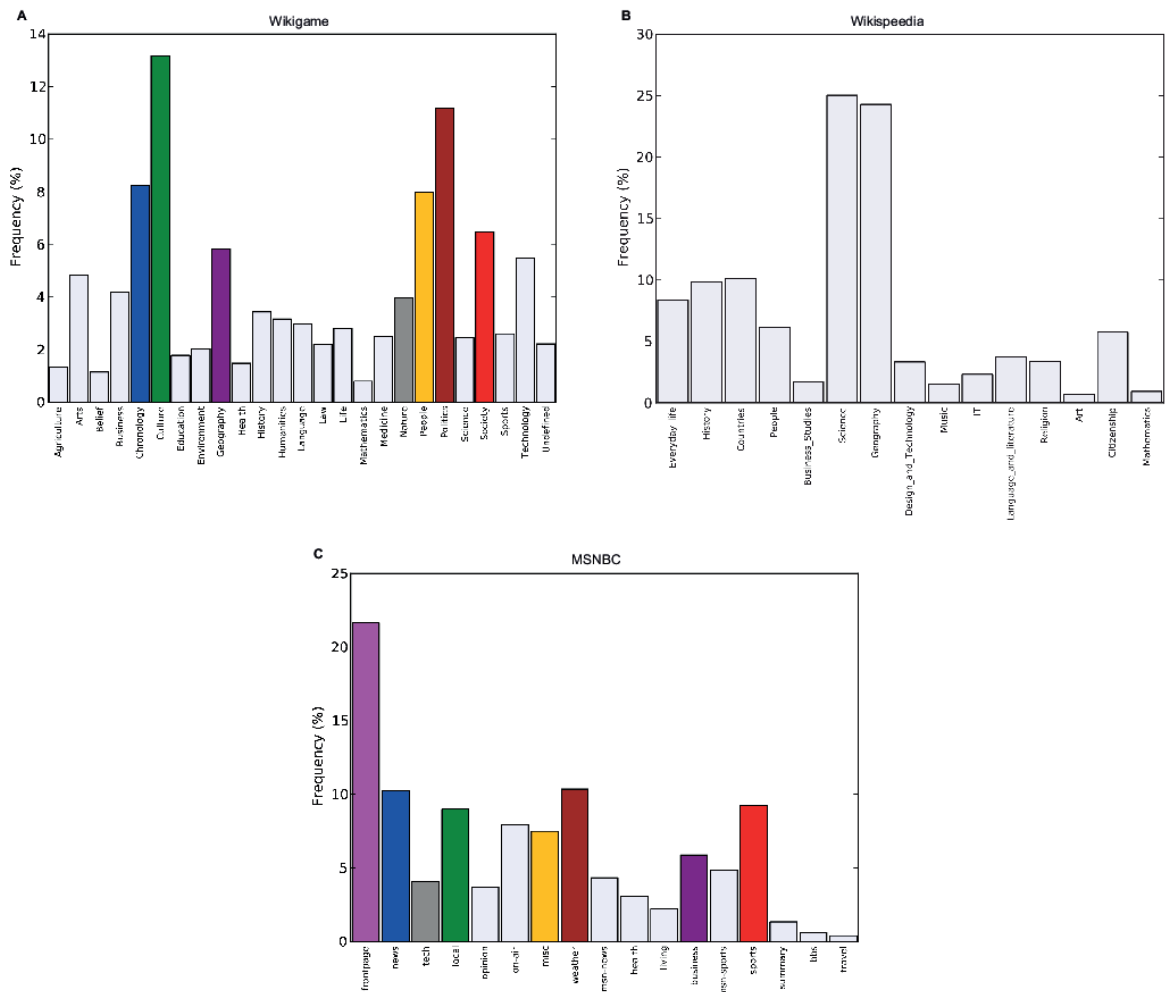 A
Wikigame
14
12
10
8
6
4
2
0
Frequency (%)
Agriculture
Arts
Belief
Business
Chronology
Culture
Education
Environment
Geography
Health
History
Humanities
Language
Law
Life
Mathematics
Medicine
Nature
People
Politics
Science
Society
Sports
Technology
Undefined
B
Wikispeedia
30
25
20
15
10
5
0
Frequency (%)
Everyday_life
History
Countries
People
Business_Studies
Science
Geography
Design_and_Technology
Music
IT
Language_and_literature
Religion
Art
Citizenship
Mathematics
C
MSNBC
25
20
15
10
5
0
Frequency (%)
frontpage
news
tech
local
opinion
on-air
misc
weather
msn-news
health
living
business
msn-sports
sports
summary
bbs
travel